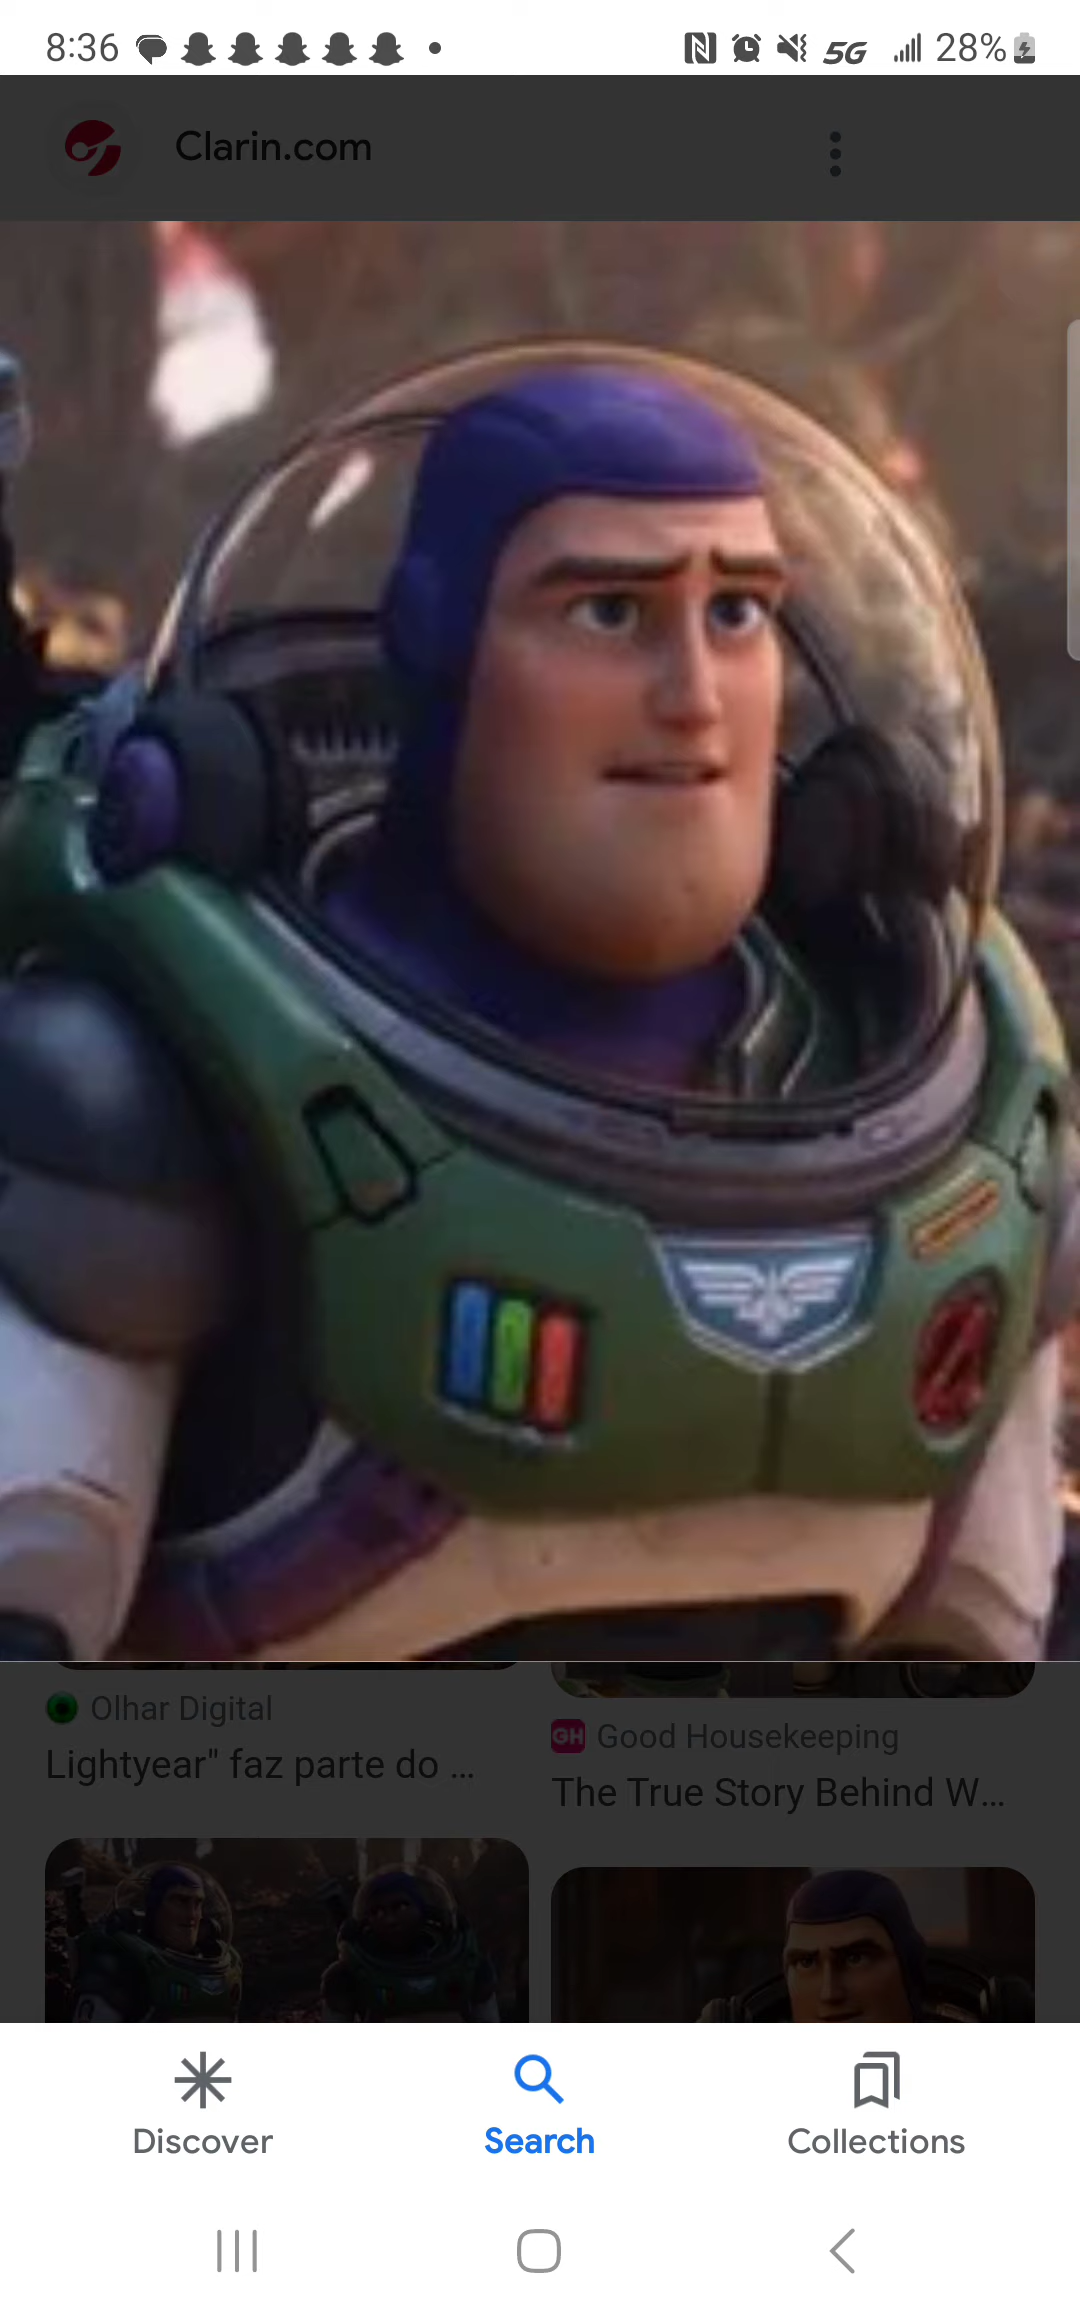 8:36 5G 28%
Clarin.com
Olhar Digital
Lightyear" faz parte do ...
GH Good Housekeeping
The True Story Behind W...
Discover
Search
Collections